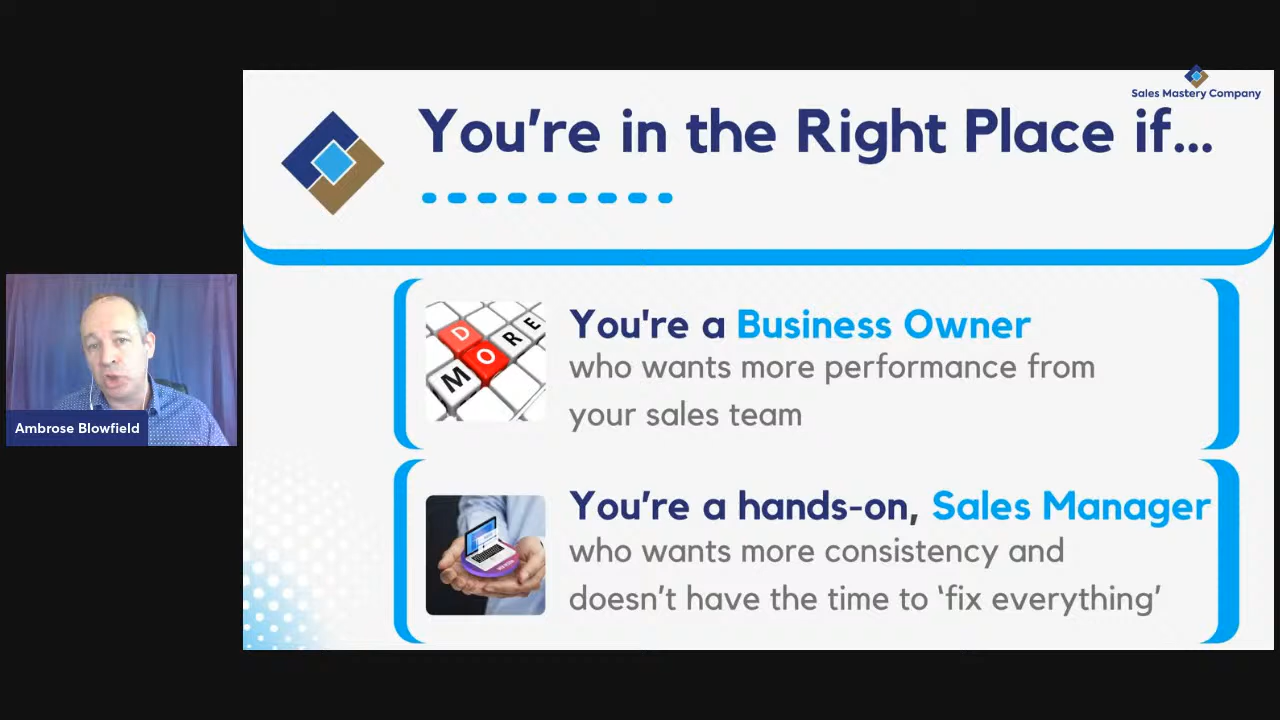 Sales Mastery Company
You're in the Right Place if...
D
MORE
O
You're a Business Owner
who wants more performance from
your sales team
Ambrose Blowfield
You're a hands-on, Sales Manager
who wants more consistency and
doesn't have the time to 'fix everything'